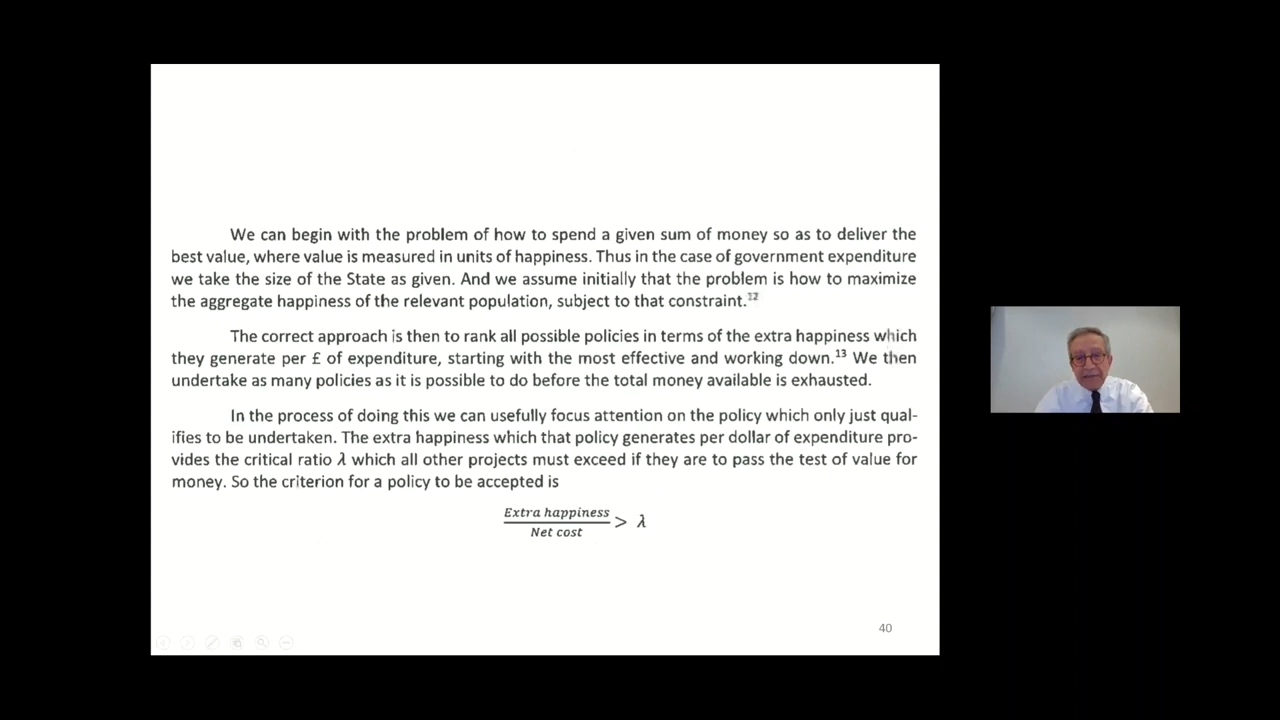 We can begin with the problem of how to spend a given sum of money so as to deliver the
best value, where value is measured in units of happiness. Thus in the case of government expenditure
we take the size of the State as given. And we assume initially that the problem is how to maximize
the aggregate happiness of the relevant population, subject to that constraint.¹²
The correct approach is then to rank all possible policies in terms of the extra happiness which
they generate per £ of expenditure, starting with the most effective and working down.¹³ We then
undertake as many policies as it is possible to do before the total money available is exhausted.
In the process of doing this we can usefully focus attention on the policy which only just qual-
ifies to be undertaken. The extra happiness which that policy generates per dollar of expenditure pro-
vides the critical ratio λ which all other projects must exceed if they are to pass the test of value for
money. So the criterion for a policy to be accepted is
Extra happiness
Net cost
> λ
40